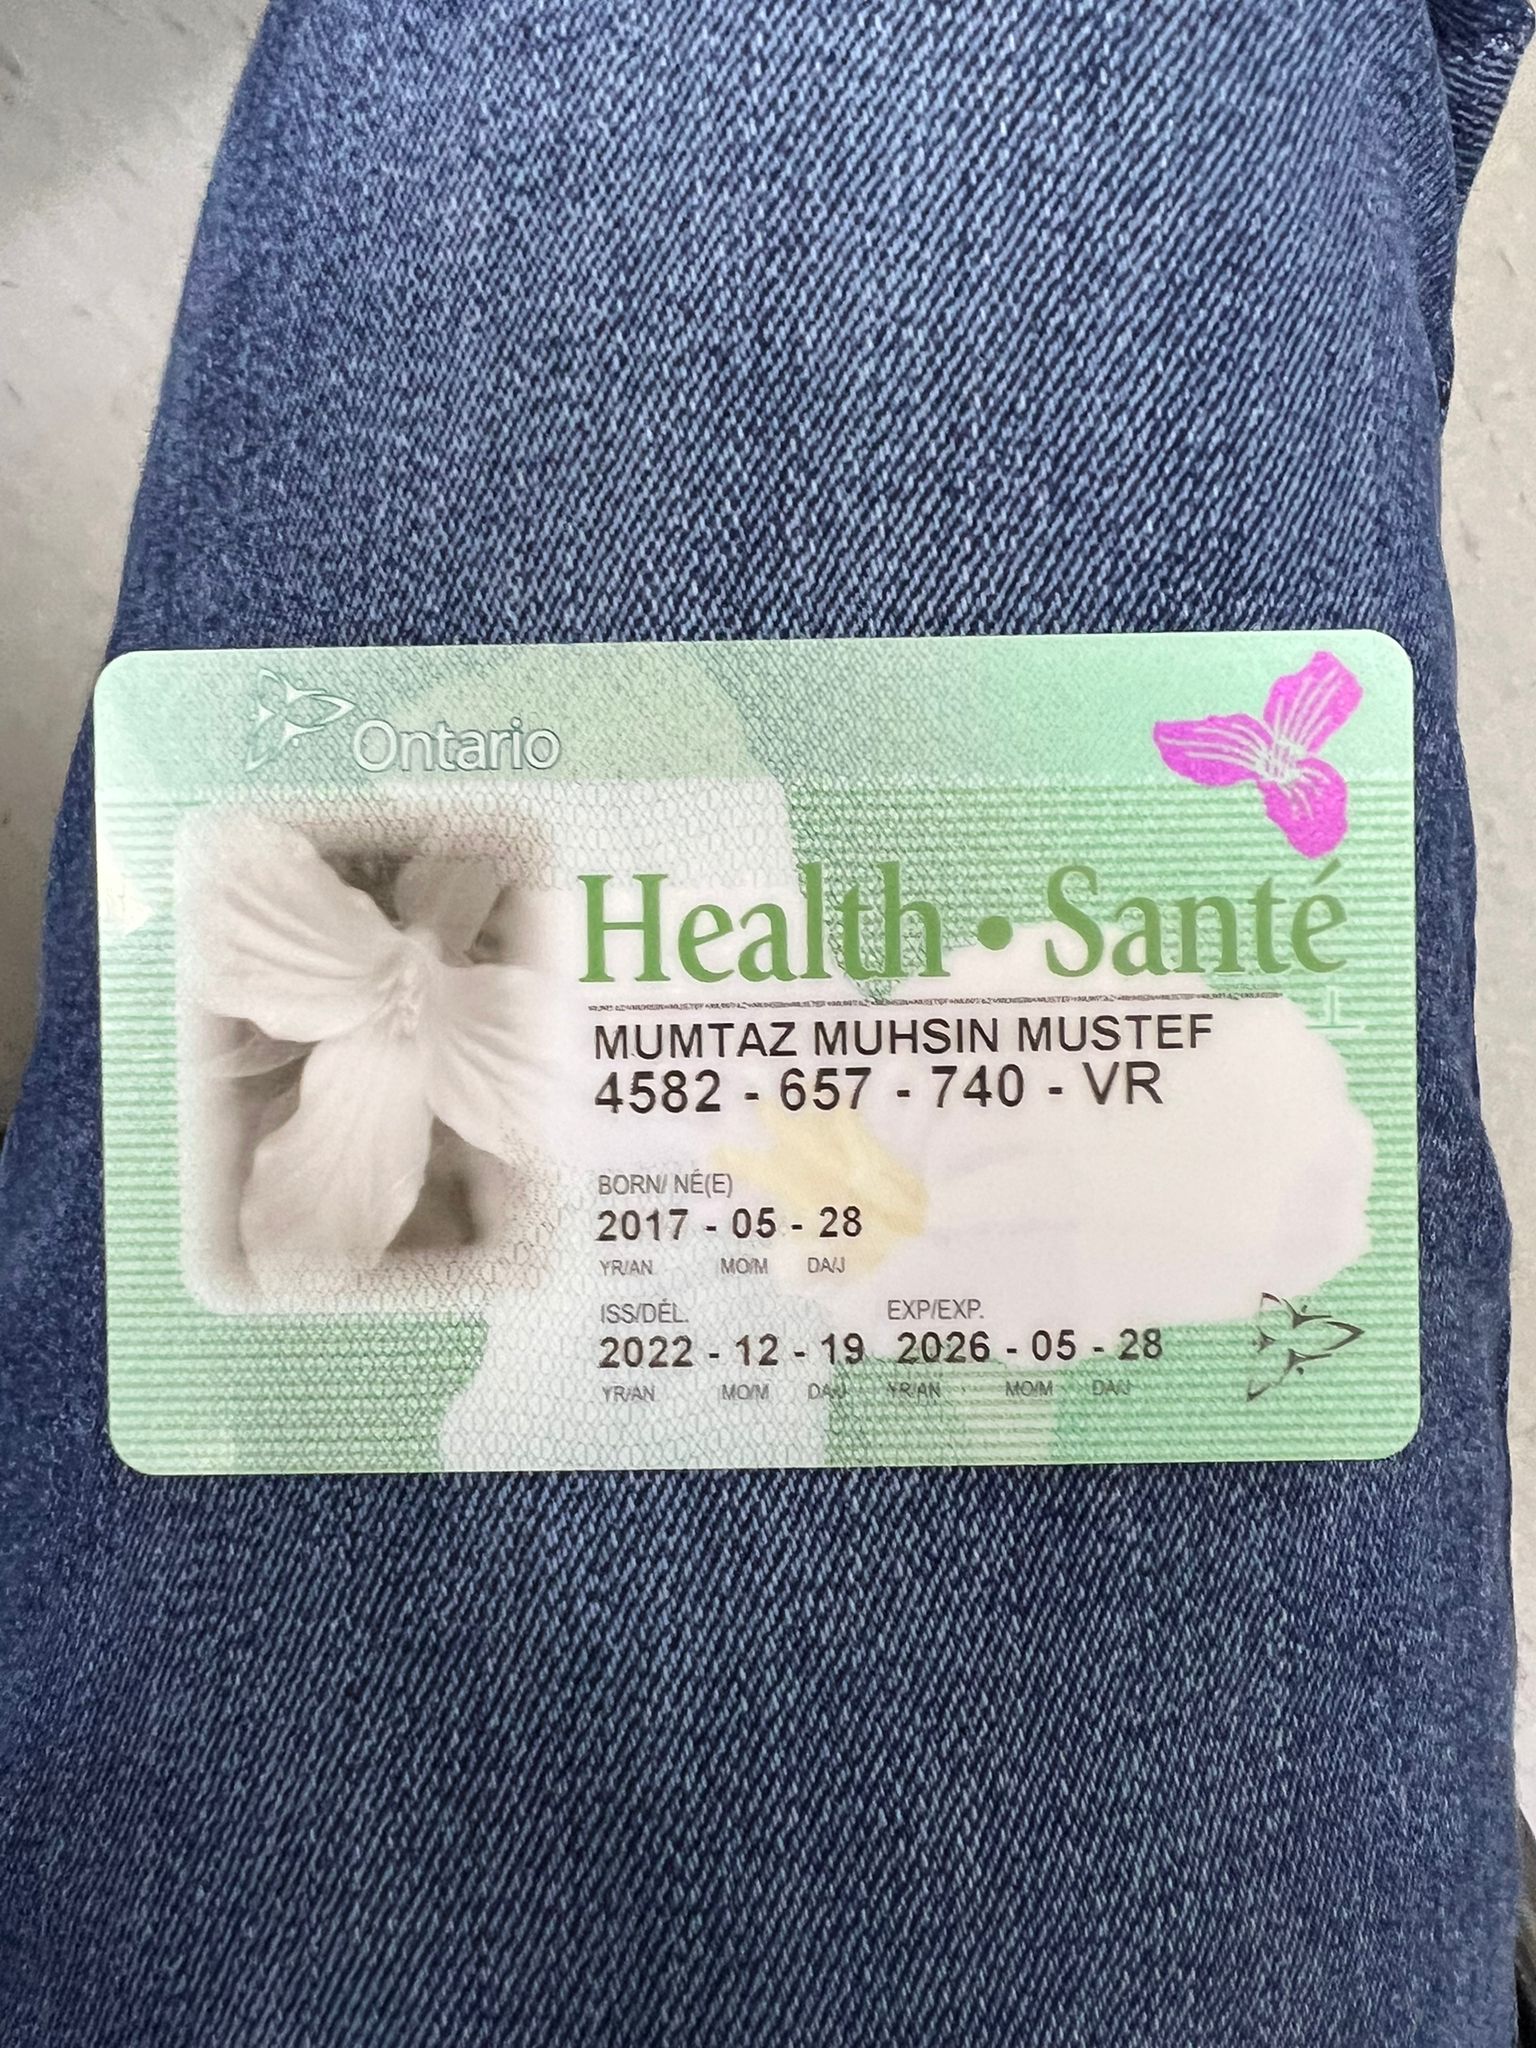 Ontario
Health • Santé
MUMTAZ MUHSIN MUSTEF
4582 - 657 - 740 - VR
BORN/ NÉ(E)
2017 - 05 - 28
YR/AN MO/M DA/J
ISS/DÉL. EXP/EXP.
2022 - 12 - 19 2026 - 05 - 28
YR/AN MO/M DA/J YR/AN MO/M DA/J